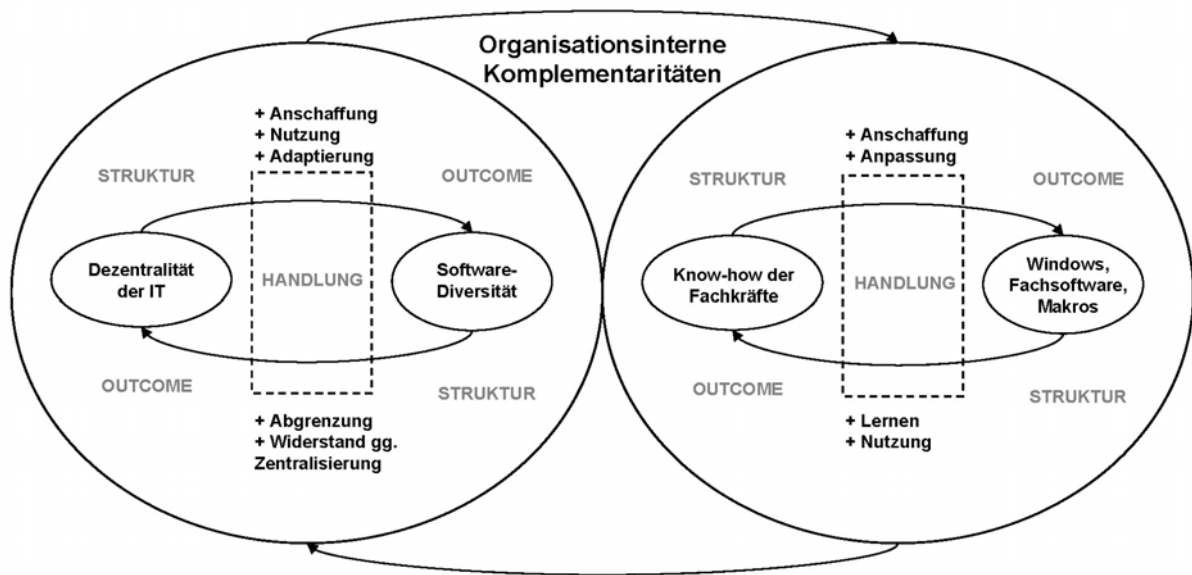 Organisationsinterne
Komplementaritäten
+ Anschaffung
+ Nutzung
+ Adaptierung
STRUKTUR
OUTCOME
Dezentralität
der IT
HANDLUNG
Software-
Diversität
OUTCOME
STRUKTUR
+ Abgrenzung
+ Widerstand gg.
Zentralisierung
+ Anschaffung
+ Anpassung
STRUKTUR
OUTCOME
Know-how der
Fachkräfte
HANDLUNG
Windows,
Fachsoftware,
Makros
OUTCOME
STRUKTUR
+ Lernen
+ Nutzung